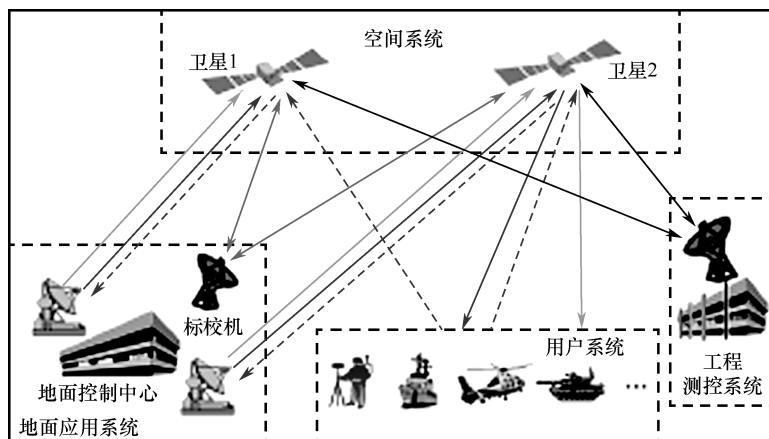 空间系统
卫星1
卫星2
标校机
地面控制中心
地面应用系统
用户系统
…
工程
测控系统